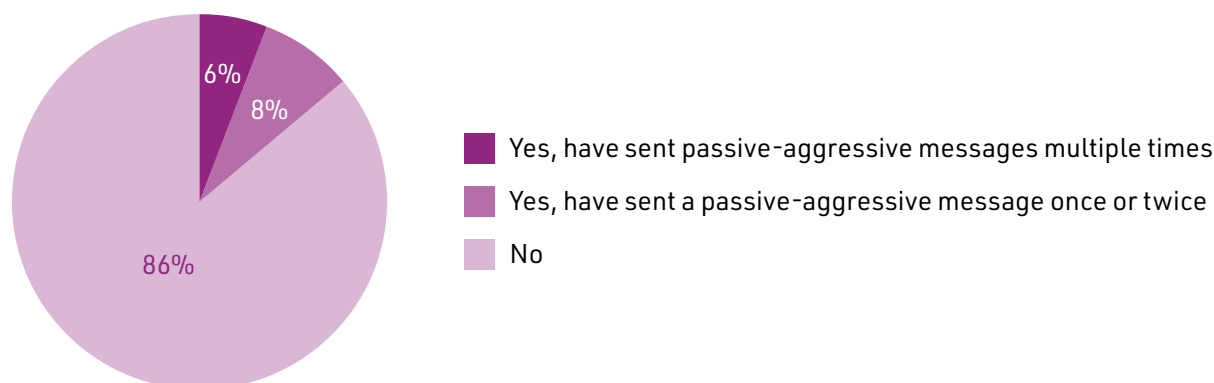 6%
8%
86%
Yes, have sent passive-aggressive messages multiple times
Yes, have sent a passive-aggressive message once or twice
No